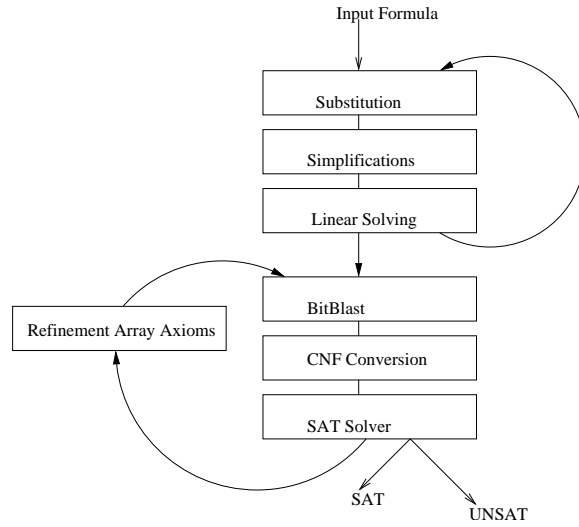 Input Formula
Substitution
Simplifications
Linear Solving
BitBlast
Refinement Array Axioms
CNF Conversion
SAT Solver
SAT
UNSAT